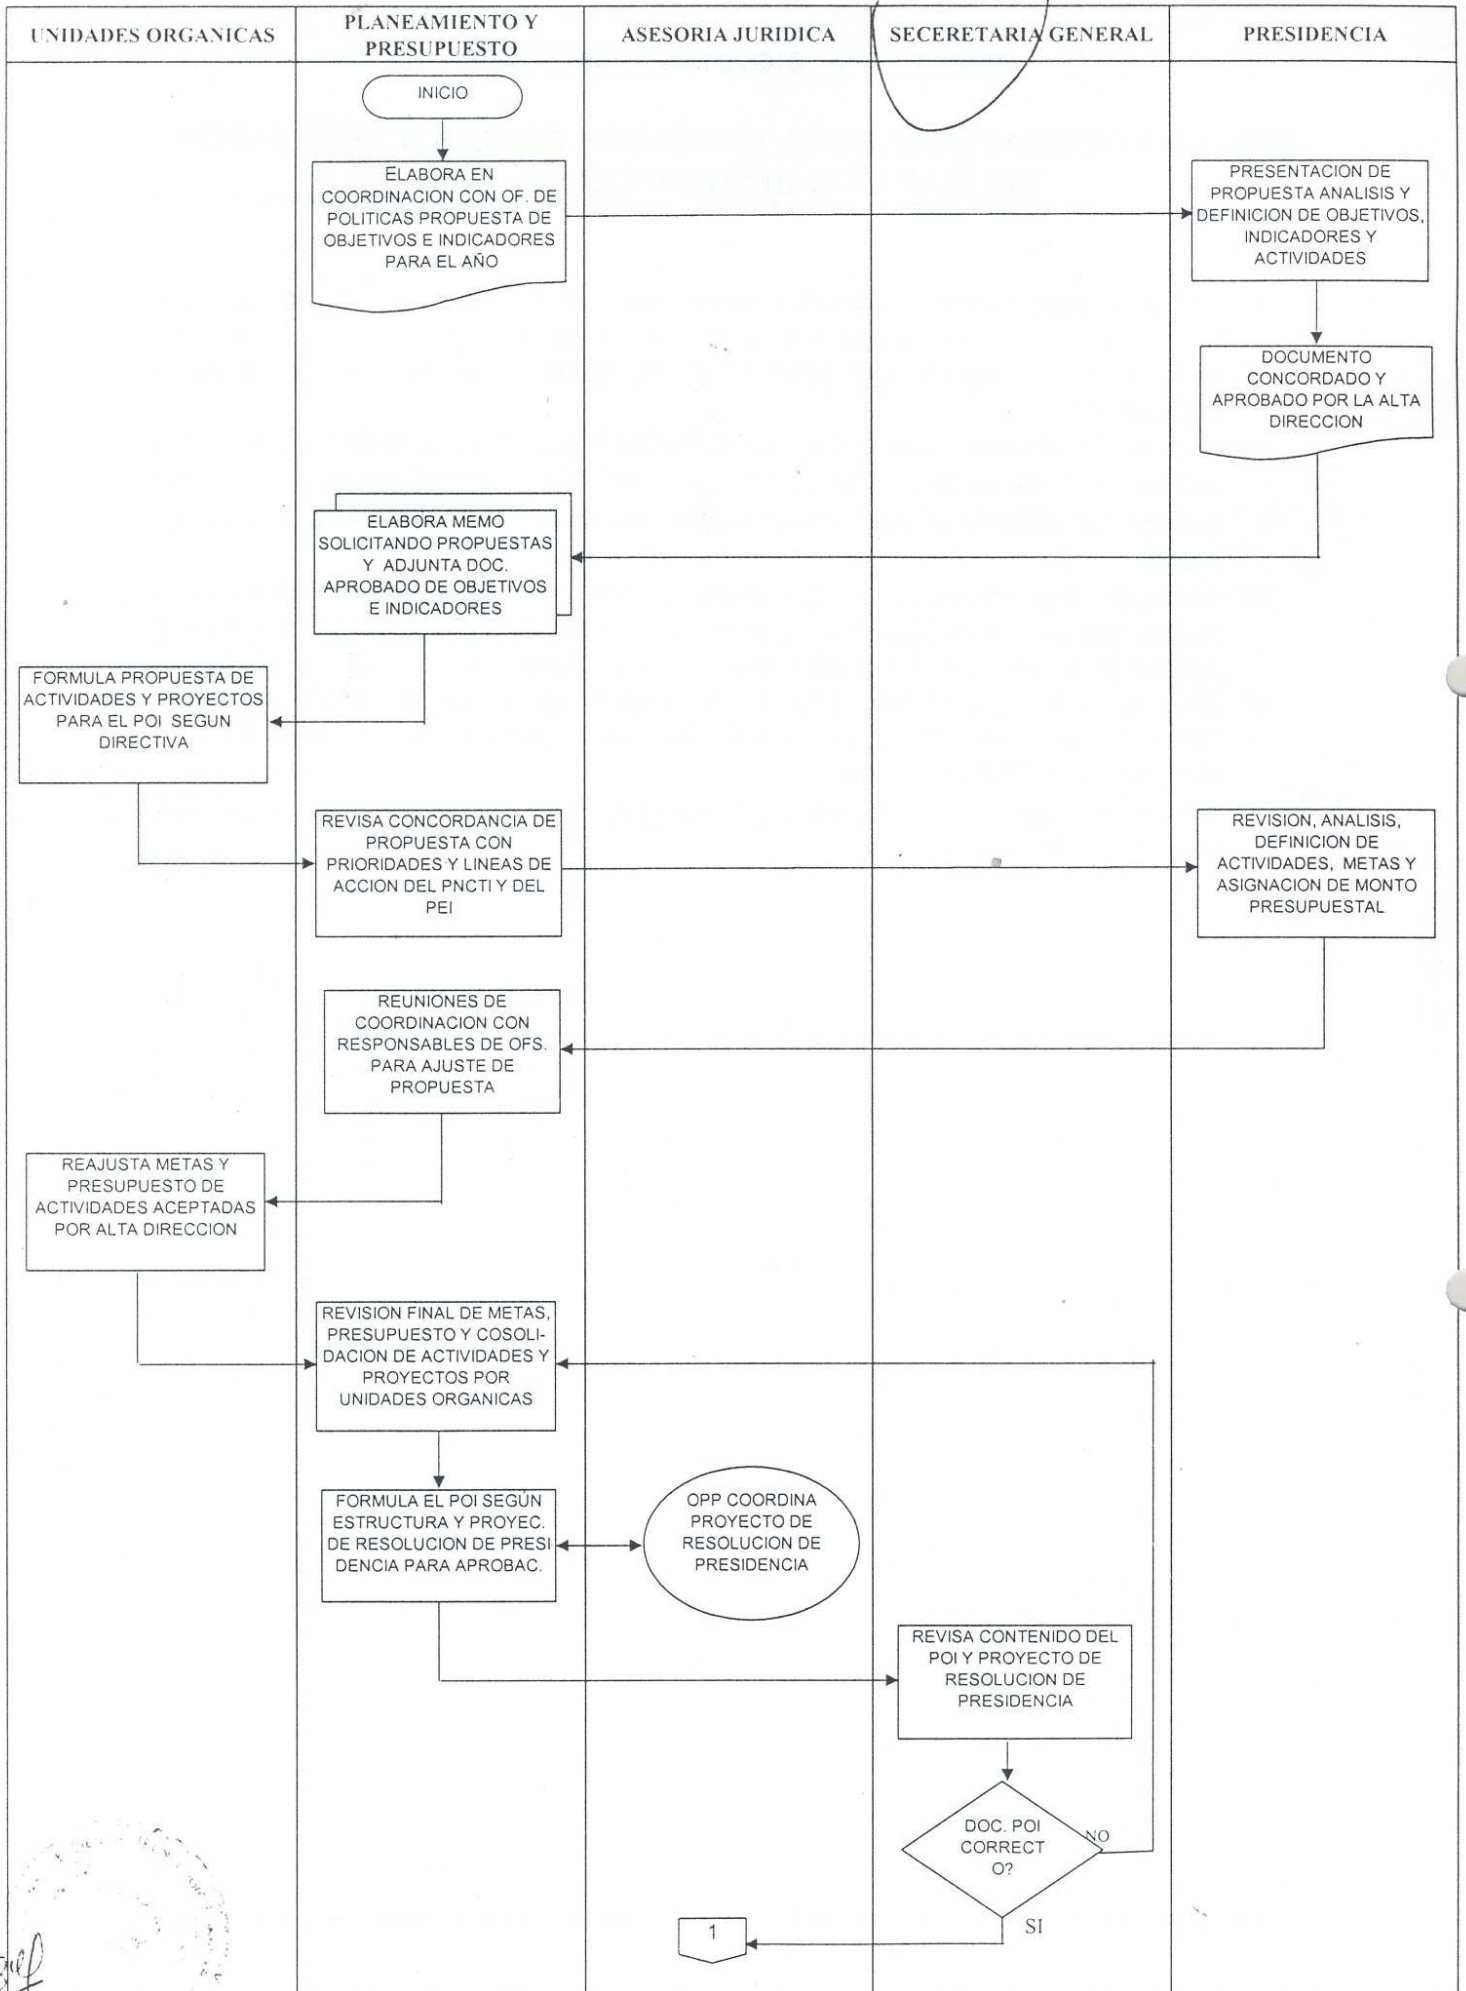 UNIDADES ORGANICAS
PLANEAMIENTO Y
PRESUPUESTO
ASESORIA JURIDICA
SECERETARIA GENERAL
PRESIDENCIA
INICIO
ELABORA EN
COORDINACION CON OF. DE
POLITICAS PROPUESTA DE
OBJETIVOS E INDICADORES
PARA EL AÑO
PRESENTACION DE
PROPUESTA ANALISIS Y
DEFINICION DE OBJETIVOS,
INDICADORES Y
ACTIVIDADES
DOCUMENTO
CONCORDADO Y
APROBADO POR LA ALTA
DIRECCION
ELABORA MEMO
SOLICITANDO PROPUESTAS
Y ADJUNTA DOC.
APROBADO DE OBJETIVOS
E INDICADORES
FORMULA PROPUESTA DE
ACTIVIDADES Y PROYECTOS
PARA EL POI SEGUN
DIRECTIVA
REVISA CONCORDANCIA DE
PROPUESTA CON
PRIORIDADES Y LINEAS DE
ACCION DEL PNCTI Y DEL
PEI
REVISION, ANALISIS,
DEFINICION DE
ACTIVIDADES, METAS Y
ASIGNACION DE MONTO
PRESUPUESTAL
REUNIONES DE
COORDINACION CON
RESPONSABLES DE OFS.
PARA AJUSTE DE
PROPUESTA
REAJUSTA METAS Y
PRESUPUESTO DE
ACTIVIDADES ACEPTADAS
POR ALTA DIRECCION
REVISION FINAL DE METAS,
PRESUPUESTO Y COSOLI-
DACION DE ACTIVIDADES Y
PROYECTOS POR
UNIDADES ORGANICAS
FORMULA EL POI SEGÚN
ESTRUCTURA Y PROYEC.
DE RESOLUCION DE PRESI
DENCIA PARA APROBAC.
OPP COORDINA
PROYECTO DE
RESOLUCION DE
PRESIDENCIA
REVISA CONTENIDO DEL
POI Y PROYECTO DE
RESOLUCION DE
PRESIDENCIA
DOC. POI
CORRECT
O?
NO
SI
1